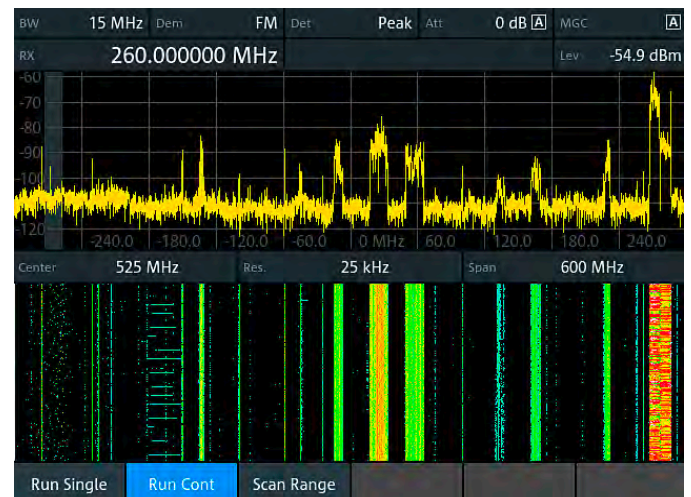 BW 15 MHz Dem FM Det Peak Att 0 dB A MGC A
RX 260.000000 MHz Lev -54.9 dBm
-60
-70
-80
-90
-100
-120
-240.0 -180.0 -120.0 -60.0 0 MHz 60.0 120.0 180.0 240.0
Center 525 MHz Res. 25 kHz Span 600 MHz
Run Single Run Cont Scan Range